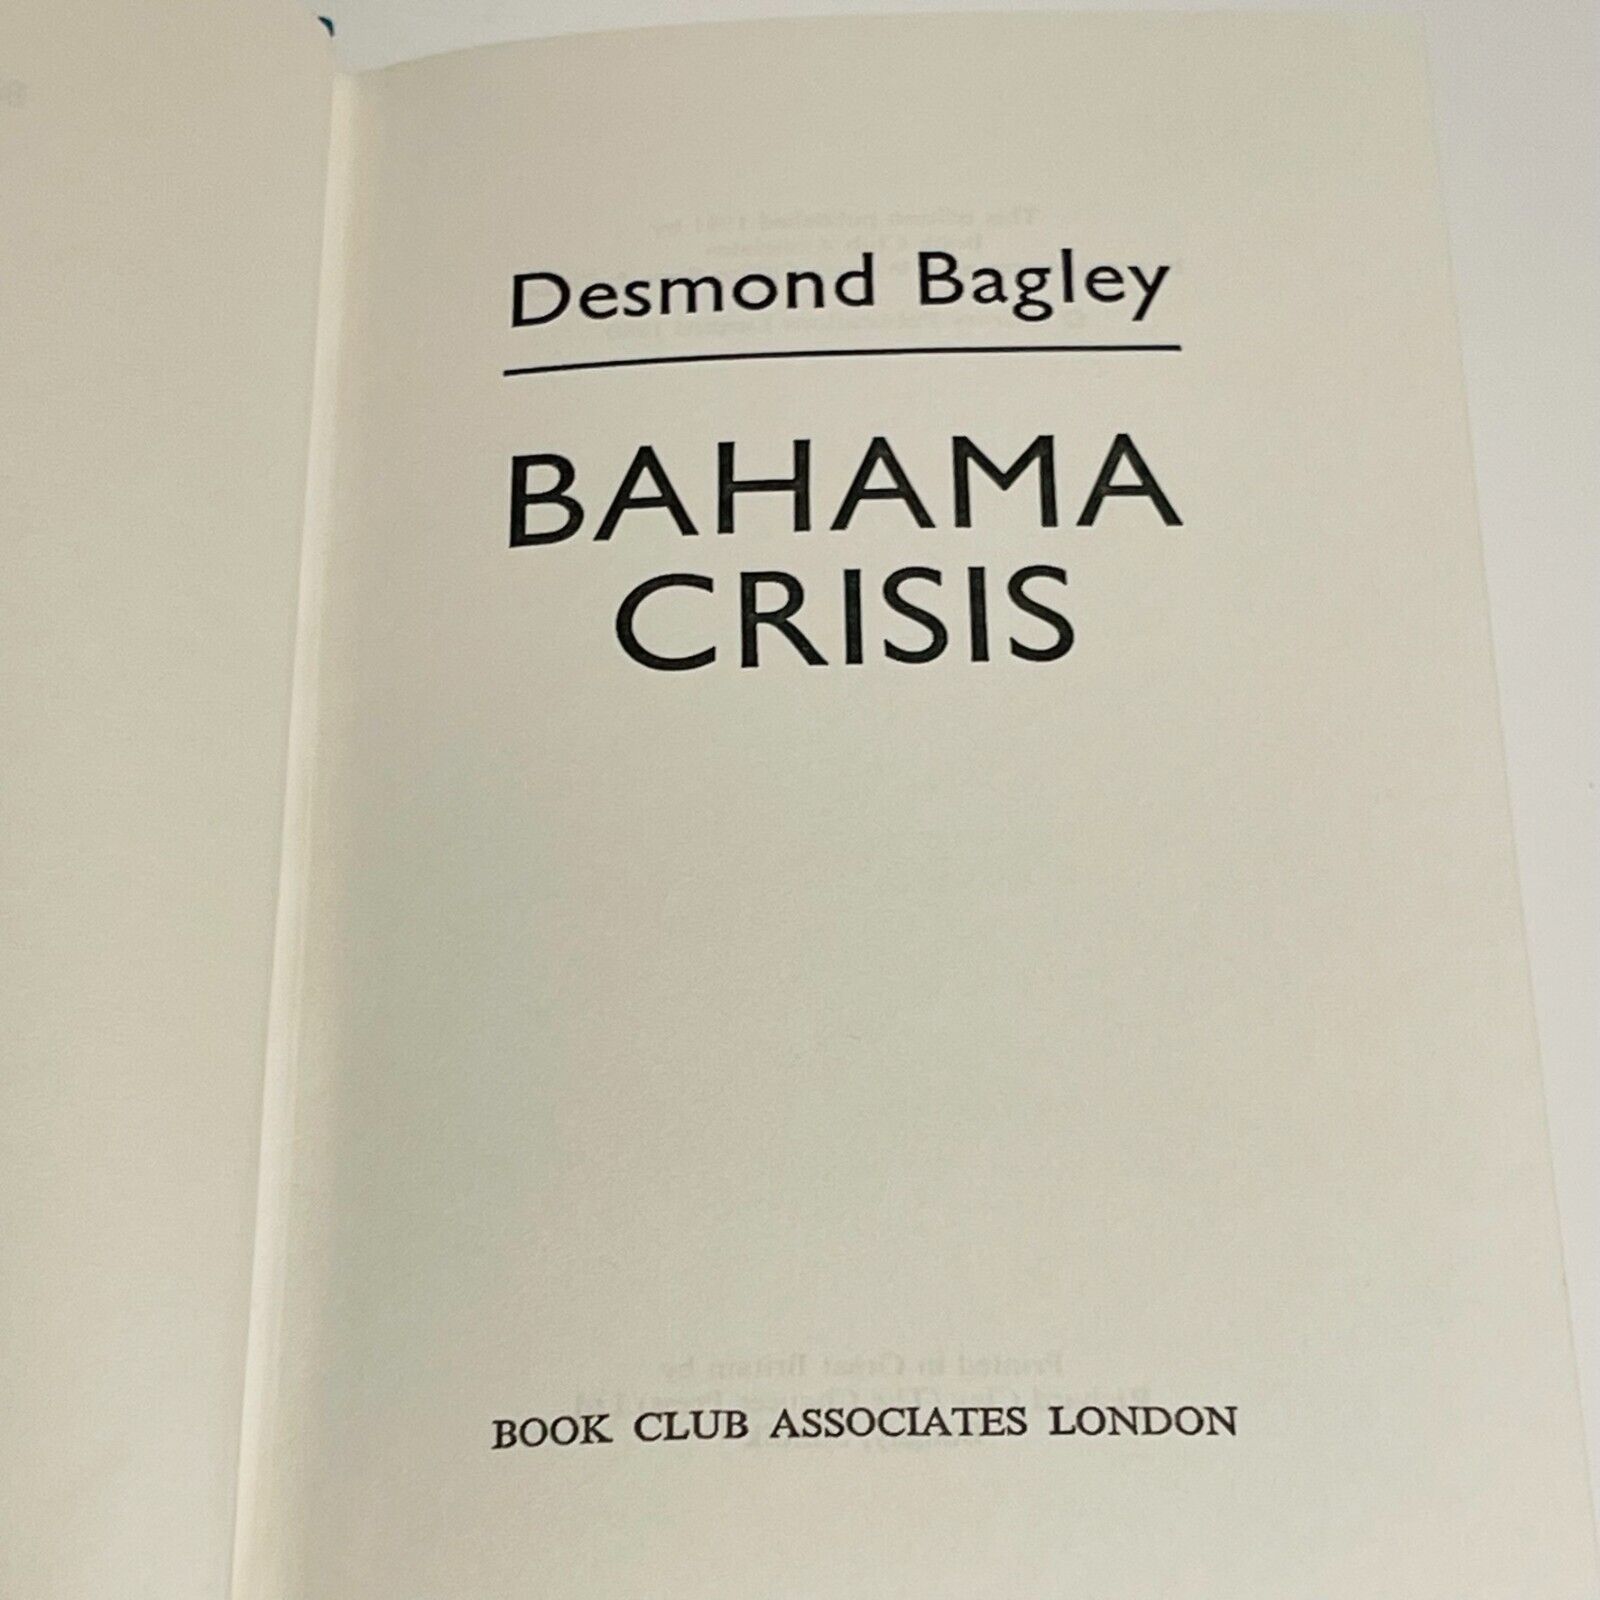 Desmond Bagley
BAHAMA
CRISIS
BOOK CLUB ASSOCIATES LONDON